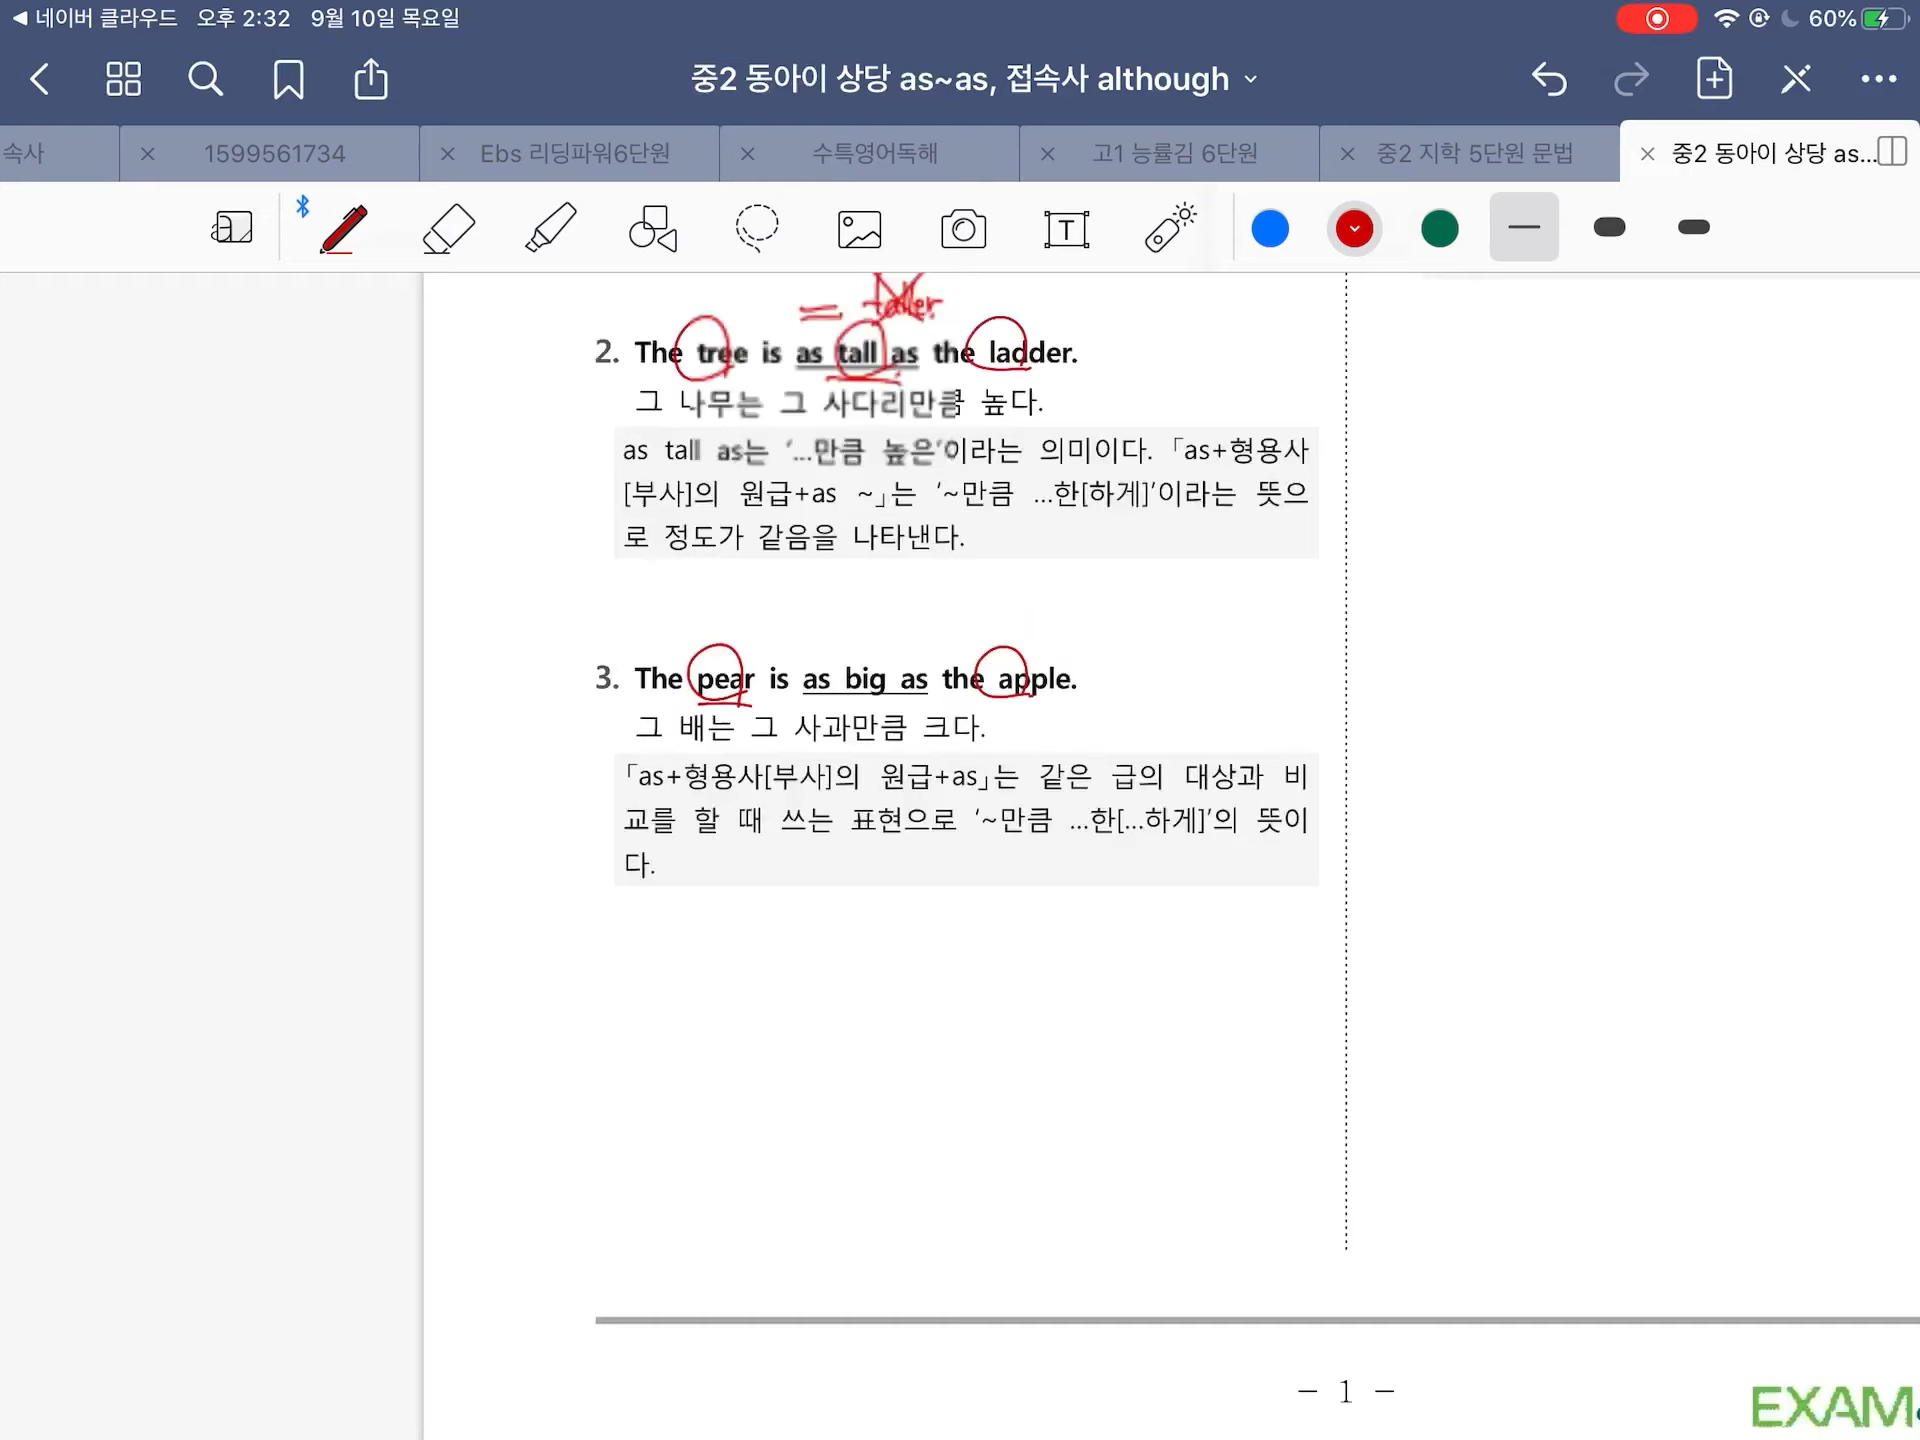 네이버 클라우드 오후 2:32 9월 10일 목요일 60%
중2 동아이 상당 as~as, 접속사 although
속사 1599561734 Ebs 리딩파워6단원 수특영어독해 고1 능률김 6단원 중2 지학 5단원 문법 중2 동아이 상당 as...
T
= taller
2. The tree is as tall as the ladder.
그 나무는 그 사다리만큼 높다.
as tall as는 '...만큼 높은'이라는 의미이다. 「as+형용사
[부사]의 원급+as ~」는 '~만큼 ...한[하게]'이라는 뜻으
로 정도가 같음을 나타낸다.
3. The pear is as big as the apple.
그 배는 그 사과만큼 크다.
「as+형용사[부사]의 원급+as」는 같은 급의 대상과 비
교를 할 때 쓰는 표현으로 '~만큼 ...한[...하게]'의 뜻이
다.
- 1 -
EXAM